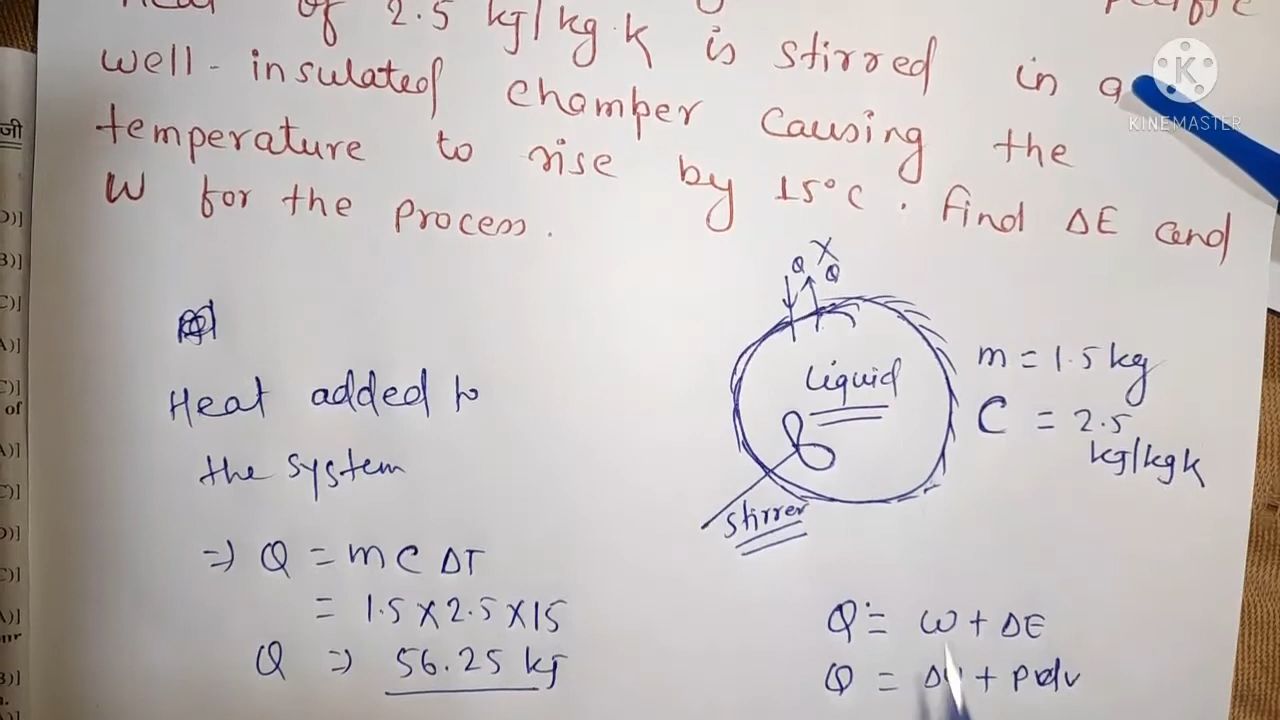 of 2.5 kJ/kg.K is stirred in a
well-insulated chamber causing the
temperature to rise by 15°C. Find ΔE and
W for the process.
KINEMASTER
Q X Q
Liquid
Stirrer
m = 1.5 kg
C = 2.5
kJ/kgK
Heat added to
the system
⇒ Q = m C ΔT
= 1.5 × 2.5 × 15
Q ⇒ 56.25 kJ
Q = W + ΔE
Q = + pdv